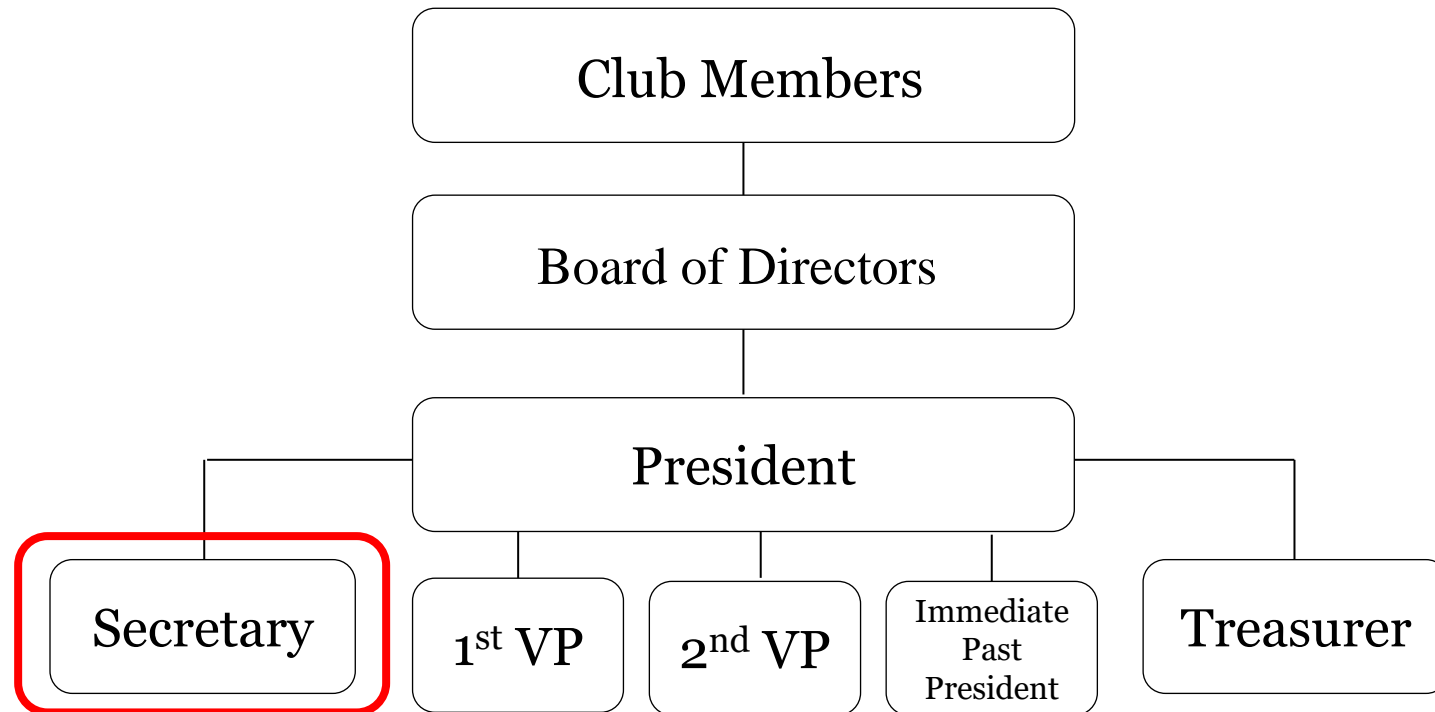 Club Members
Board of Directors
President
Secretary
1st VP
2nd VP
Immediate
Past
President
Treasurer